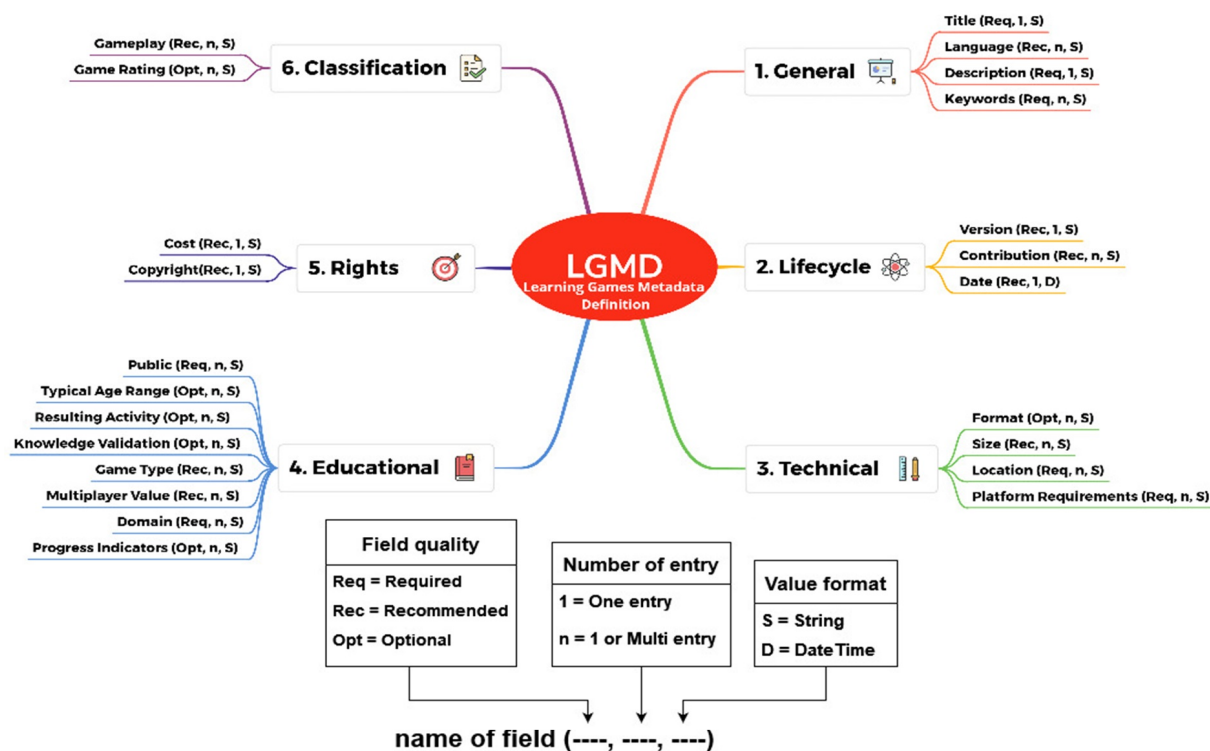 Gameplay (Rec, n, S)
Game Rating (Opt, n, S)
6. Classification
Title (Req, 1, S)
Language (Rec, n, S)
1. General
Description (Req, 1, S)
Keywords (Req, n, S)
Cost (Rec, 1, S)
Copyright(Rec, 1, S)
5. Rights
LGMD
Learning Games Metadata
Definition
Version (Rec, 1, S)
2. Lifecycle
Contribution (Rec, n, S)
Date (Rec, 1, D)
Public (Req, n, S)
Typical Age Range (Opt, n, S)
Resulting Activity (Opt, n, S)
Knowledge Validation (Opt, n, S)
Game Type (Rec, n, S)
Multiplayer Value (Rec, n, S)
Domain (Req, n, S)
Progress Indicators (Opt, n, S)
4. Educational
Format (Opt, n, S)
Size (Rec, n, S)
3. Technical
Location (Req, n, S)
Platform Requirements (Req, n, S)
Field quality
Req = Required
Rec = Recommended
Opt = Optional
Number of entry
1 = One entry
n = 1 or Multi entry
Value format
S = String
D = DateTime
name of field (----, ----, ----)